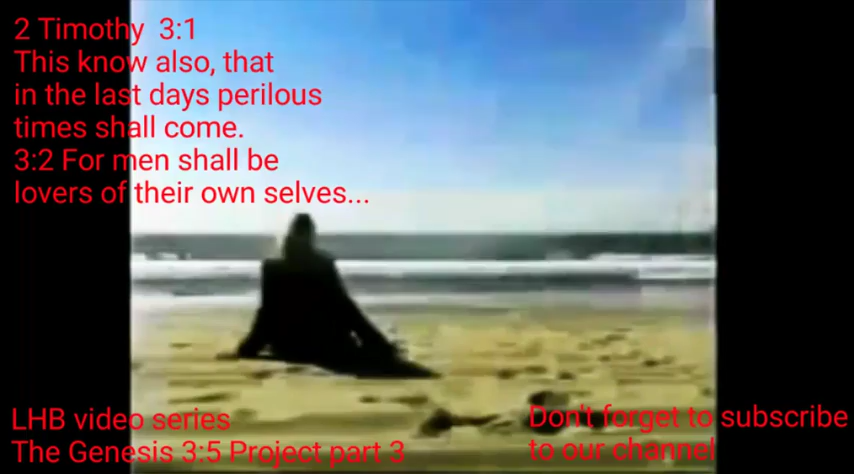 2 Timothy 3:1
This know also, that
in the last days perilous
times shall come.
3:2 For men shall be
lovers of their own selves...
LHB video series
The Genesis 3:5 Project part 3
Don't forget to subscribe
to our channel